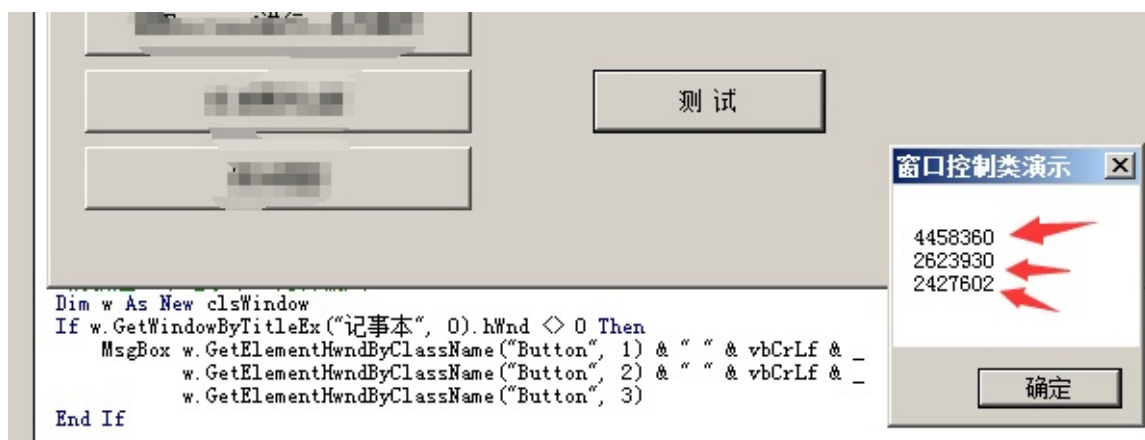 测 试
窗口控制类演示
4458360
2623930
2427602
确定
Dim w As New clsWindow
If w.GetWindowByTitleEx("记事本", 0).hWnd <> 0 Then
MsgBox w.GetElementHwndByClassName("Button", 1) & " " & vbCrLf & _
w.GetElementHwndByClassName("Button", 2) & " " & vbCrLf & _
w.GetElementHwndByClassName("Button", 3)
End If